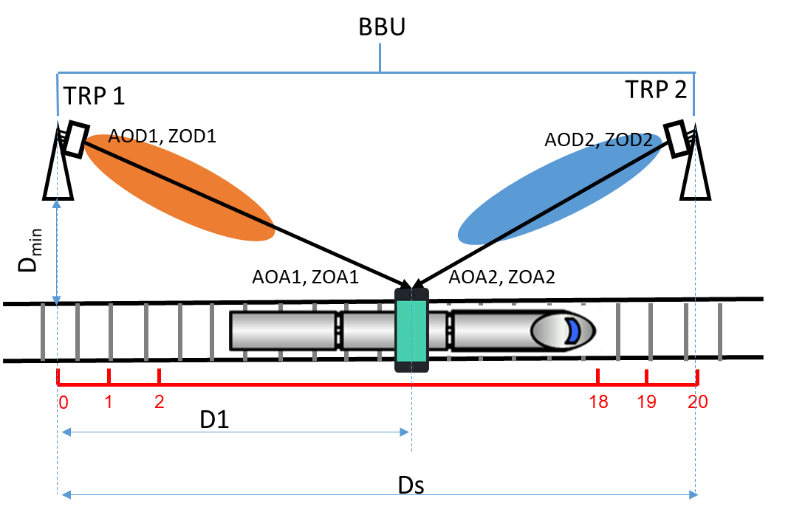 BBU
TRP 1
TRP 2
AOD1, ZOD1
AOD2, ZOD2
Dmin
AOA1, ZOA1
AOA2, ZOA2
0
1
2
18
19
20
D1
Ds